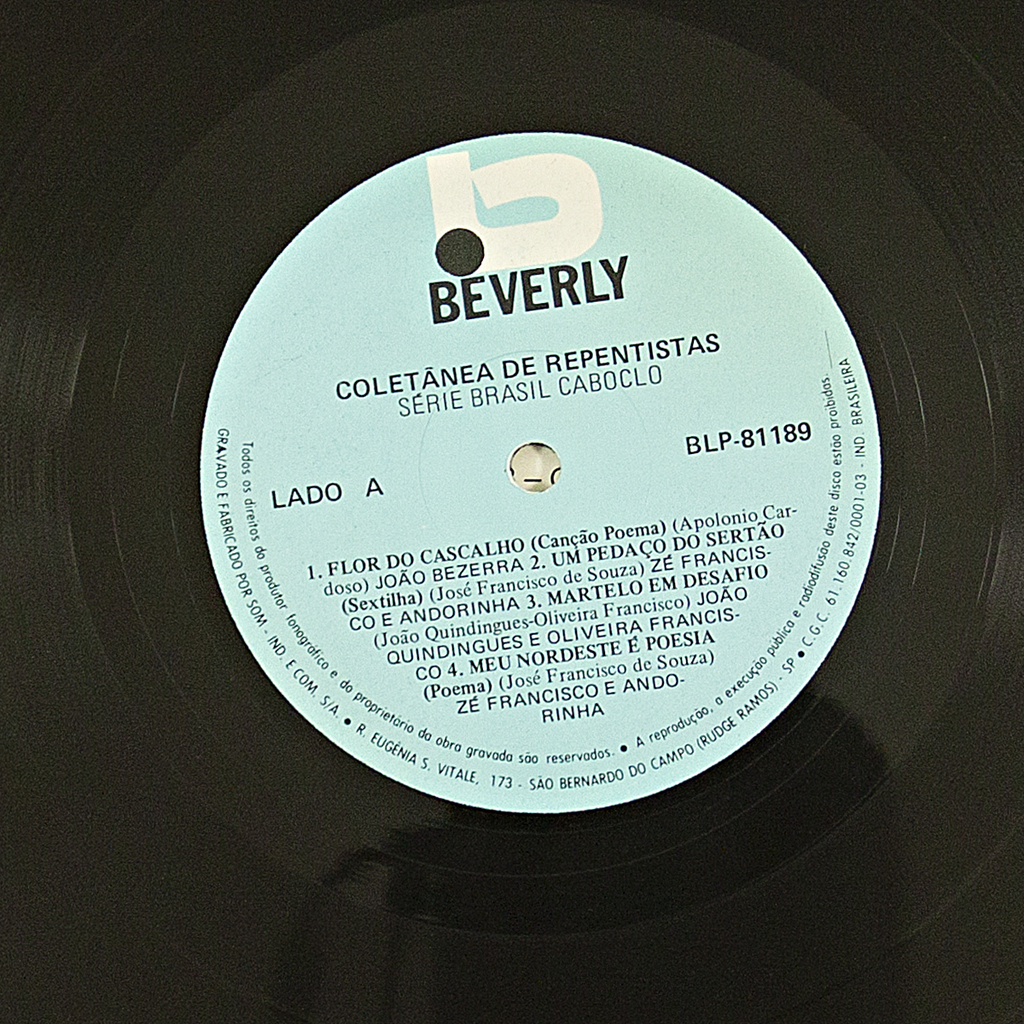 BEVERLY
COLETÂNEA DE REPENTISTAS
SÉRIE BRASIL CABOCLO
BLP-81189
LADO A
1. FLOR DO CASCALHO (Canção Poema) (Apolonio Car-
doso) JOÃO BEZERRA 2. UM PEDAÇO DO SERTÃO
(Sextilha) (José Francisco de Souza) ZÉ FRANCIS-
CO E ANDORINHA 3. MARTELO EM DESAFIO
(João Quindingues-Oliveira Francisco) JOÃO
QUINDINGUES E OLIVEIRA FRANCIS-
CO 4. MEU NORDESTE É POESIA
(Poema) (José Francisco de Souza)
ZÉ FRANCISCO E ANDO-
RINHA
Todos os direitos do produtor fonográfico e do proprietário da obra gravada são reservados. • A reprodução, a execução pública e radiodifusão deste disco estão proibidas.
GRAVADO E FABRICADO POR SOM - IND. E COM. S/A. • R. EUGÊNIA S. VITALE, 173 - SÃO BERNARDO DO CAMPO (RUDGE RAMOS) - SP • C.G.C. 61.160.842/0001-03 - IND. BRASILEIRA